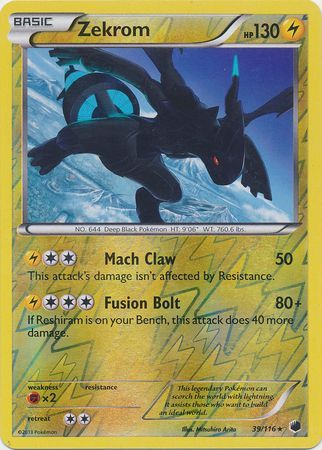 BASIC
Zekrom
HP130
NO. 644 Deep Black Pokémon HT: 9'06" WT: 760.6 lbs.
Mach Claw 50
This attack's damage isn't affected by Resistance.
Fusion Bolt 80+
If Reshiram is on your Bench, this attack does 40 more
damage.
weakness resistance
×2
retreat
This legendary Pokémon can
scorch the world with lightning.
It assists those who want to build
an ideal world.
Illus. Mitsuhiro Arita
39/116★
©2013 Pokémon